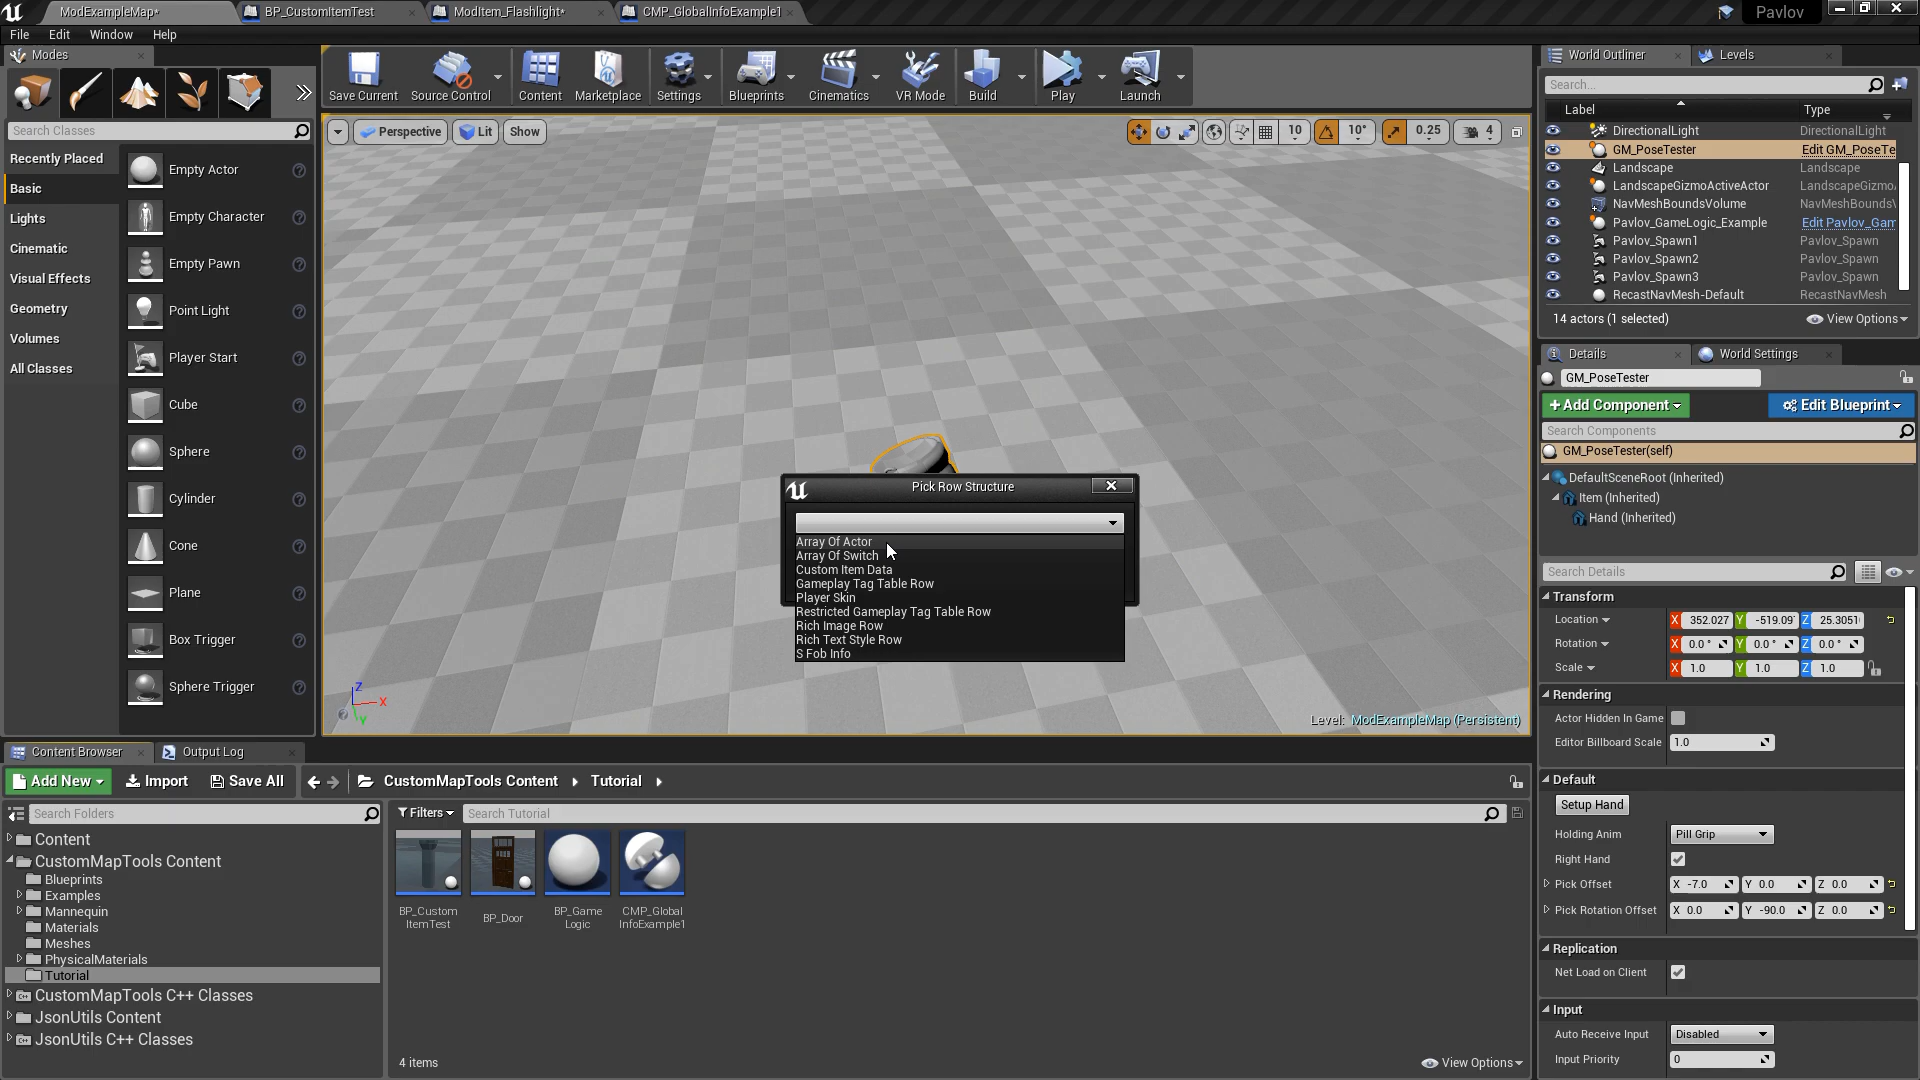 ModExampleMap*
BP_CustomItemTest
ModItem_Flashlight*
CMP_GlobalInfoExample1
Pavlov
File Edit Window Help
Modes
Save Current
Source Control
Content
Marketplace
Settings
Blueprints
Cinematics
VR Mode
Build
Play
Launch
Search Classes
Recently Placed
Basic
Lights
Cinematic
Visual Effects
Geometry
Volumes
All Classes
Empty Actor
Empty Character
Empty Pawn
Point Light
Player Start
Cube
Sphere
Cylinder
Cone
Plane
Box Trigger
Sphere Trigger
Perspective Lit Show
10 10° 0.25 4
Pick Row Structure
Array Of Actor
Array Of Switch
Custom Item Data
Gameplay Tag Table Row
Player Skin
Restricted Gameplay Tag Table Row
Rich Image Row
Rich Text Style Row
S Fob Info
Z
X
Y
Level: ModExampleMap (Persistent)
World Outliner Levels
Search...
Label Type
DirectionalLight DirectionalLight
GM_PoseTester Edit GM_PoseTe
Landscape Landscape
LandscapeGizmoActiveActor LandscapeGizmo
NavMeshBoundsVolume NavMeshBoundsV
Pavlov_GameLogic_Example Edit Pavlov_Gam
Pavlov_Spawn1 Pavlov_Spawn
Pavlov_Spawn2 Pavlov_Spawn
Pavlov_Spawn3 Pavlov_Spawn
RecastNavMesh-Default RecastNavMesh
14 actors (1 selected) View Options
Details World Settings
GM_PoseTester
+Add Component Edit Blueprint
Search Components
GM_PoseTester(self)
DefaultSceneRoot (Inherited)
Item (Inherited)
Hand (Inherited)
Search Details
Transform
Location X 352.027 Y -519.09 Z 25.3051
Rotation X 0.0 ° Y 0.0 ° Z 0.0 °
Scale X 1.0 Y 1.0 Z 1.0
Rendering
Actor Hidden In Game
Editor Billboard Scale 1.0
Default
Setup Hand
Holding Anim Pill Grip
Right Hand
Pick Offset X -7.0 Y 0.0 Z 0.0
Pick Rotation Offset X 0.0 Y -90.0 Z 0.0
Replication
Net Load on Client
Input
Auto Receive Input Disabled
Input Priority 0
Content Browser Output Log
Add New Import Save All CustomMapTools Content Tutorial
Search Folders
Content
CustomMapTools Content
Blueprints
Examples
Mannequin
Materials
Meshes
PhysicalMaterials
Tutorial
CustomMapTools C++ Classes
JsonUtils Content
JsonUtils C++ Classes
Filters Search Tutorial
BP_Custom
ItemTest
BP_Door
BP_Game
Logic
CMP_Global
InfoExample1
4 items View Options